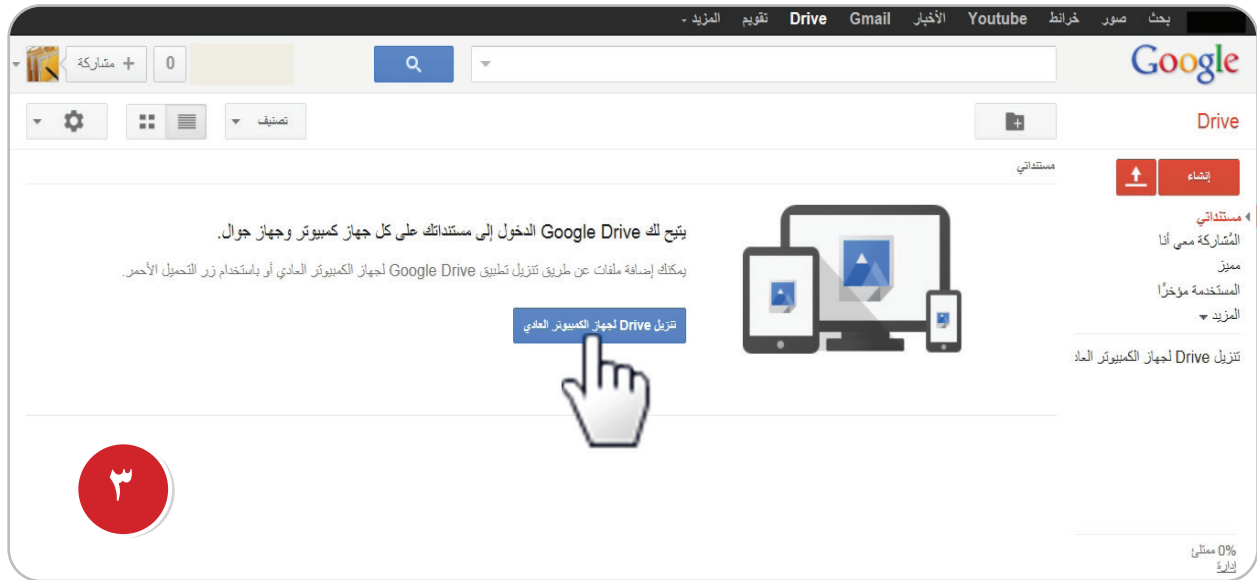 بحث صور خرائط Youtube الأخبار Gmail Drive تقويم المزيد
Google
0
+ مشاركة
Drive
تصنيف
إنشاء
مستنداتي
المُشاركة معي أنا
مميز
المستخدمة مؤخرًا
المزيد
تنزيل Drive لجهاز الكمبيوتر العاد
مستنداتي
يتيح لك Google Drive الدخول إلى مستنداتك على كل جهاز كمبيوتر وجهاز جوال.
يمكنك إضافة ملفات عن طريق تنزيل تطبيق Google Drive لجهاز الكمبيوتر العادي أو باستخدام زر التحميل الأحمر.
تنزيل Drive لجهاز الكمبيوتر العادي
٣
0% ممتلئ
إدارة